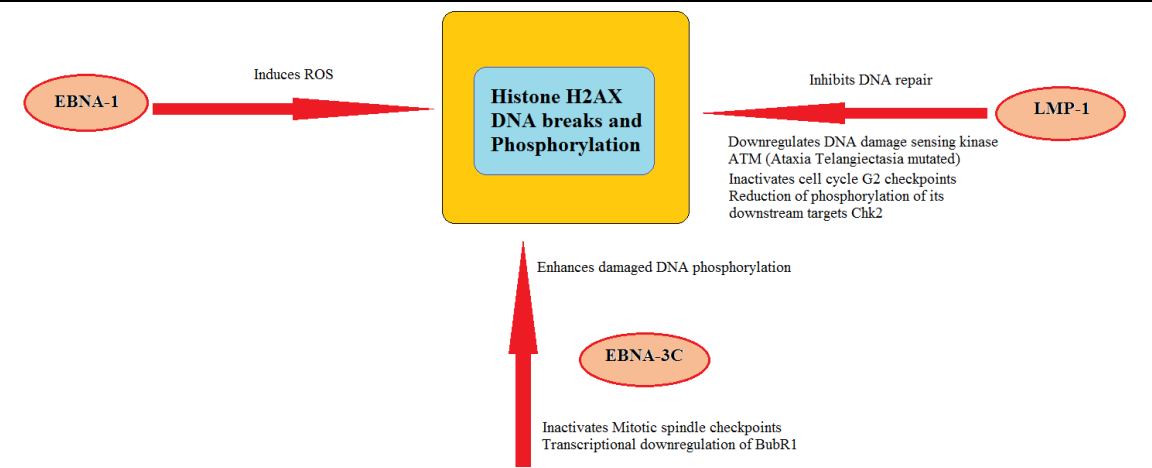 EBNA-1
Induces ROS
Histone H2AX
DNA breaks and
Phosphorylation
Inhibits DNA repair
LMP-1
Downregulates DNA damage sensing kinase
ATM (Ataxia Telangiectasia mutated)
Inactivates cell cycle G2 checkpoints
Reduction of phosphorylation of its
downstream targets Chk2
Enhances damaged DNA phosphorylation
EBNA-3C
Inactivates Mitotic spindle checkpoints
Transcriptional downregulation of BubR1